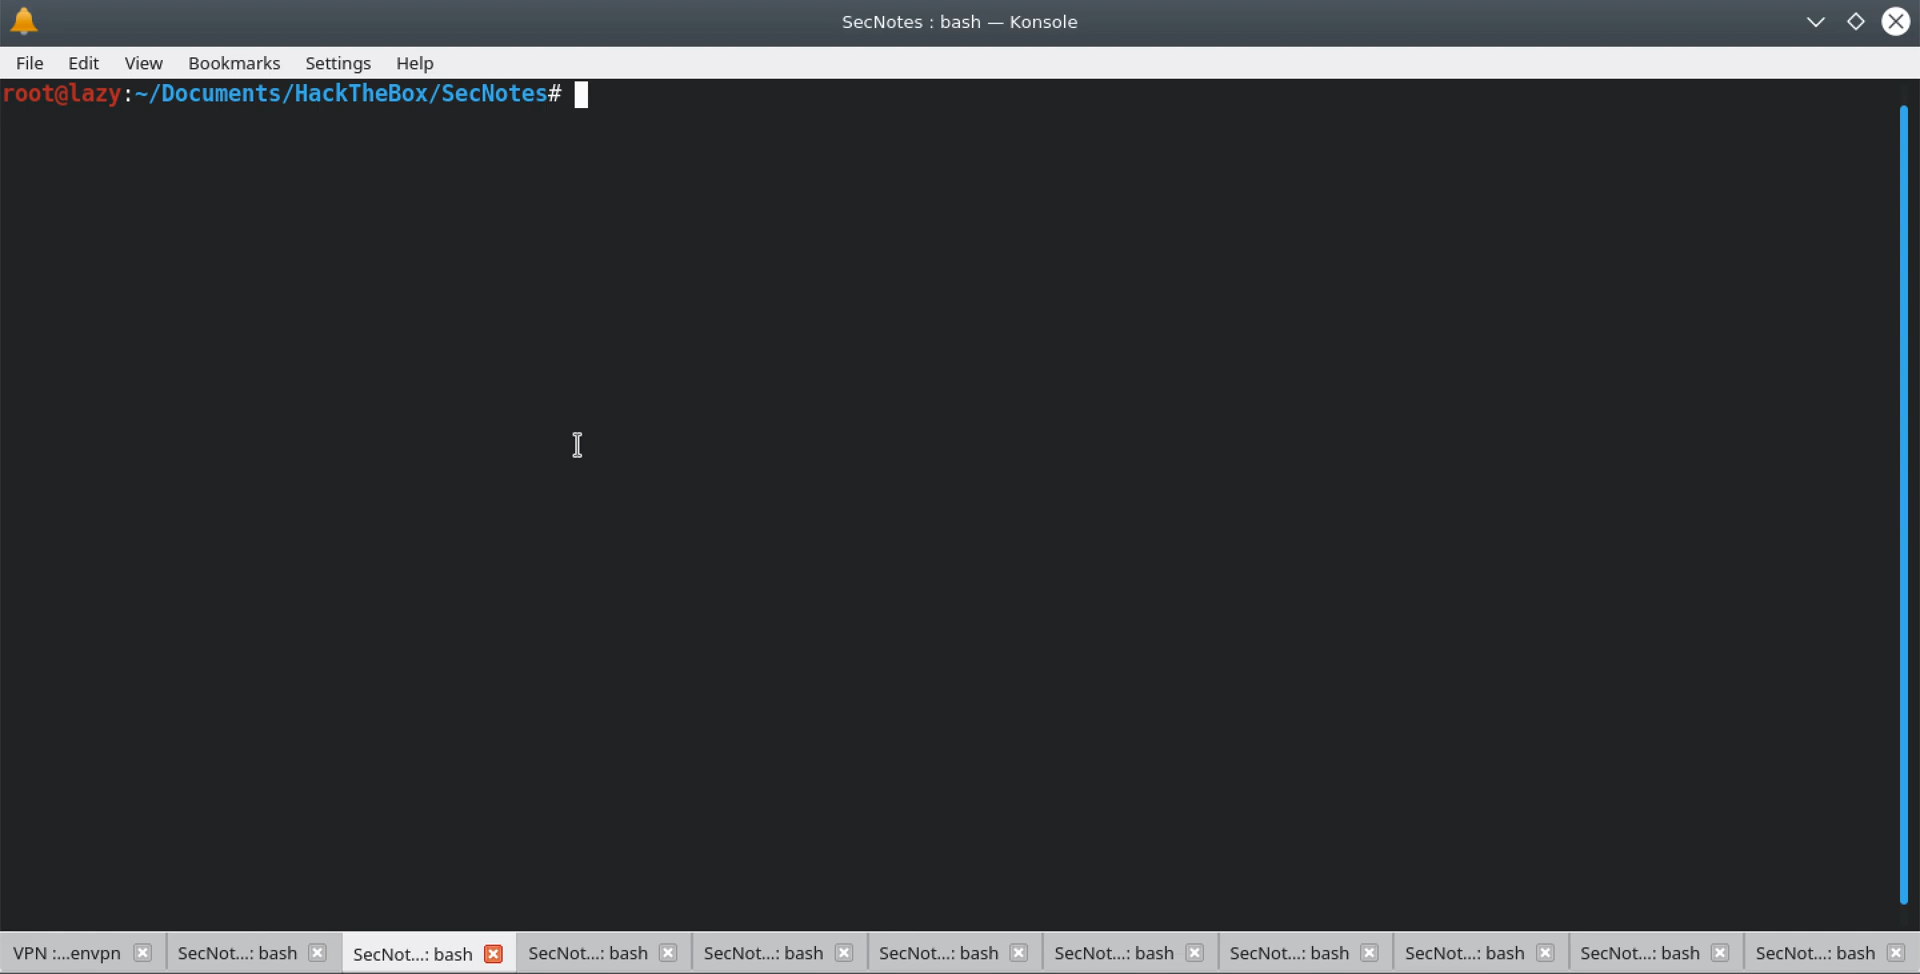 SecNotes : bash — Konsole
File Edit View Bookmarks Settings Help
root@lazy:~/Documents/HackTheBox/SecNotes#
VPN :...envpn SecNot...: bash SecNot...: bash SecNot...: bash SecNot...: bash SecNot...: bash SecNot...: bash SecNot...: bash SecNot...: bash SecNot...: bash SecNot...: bash